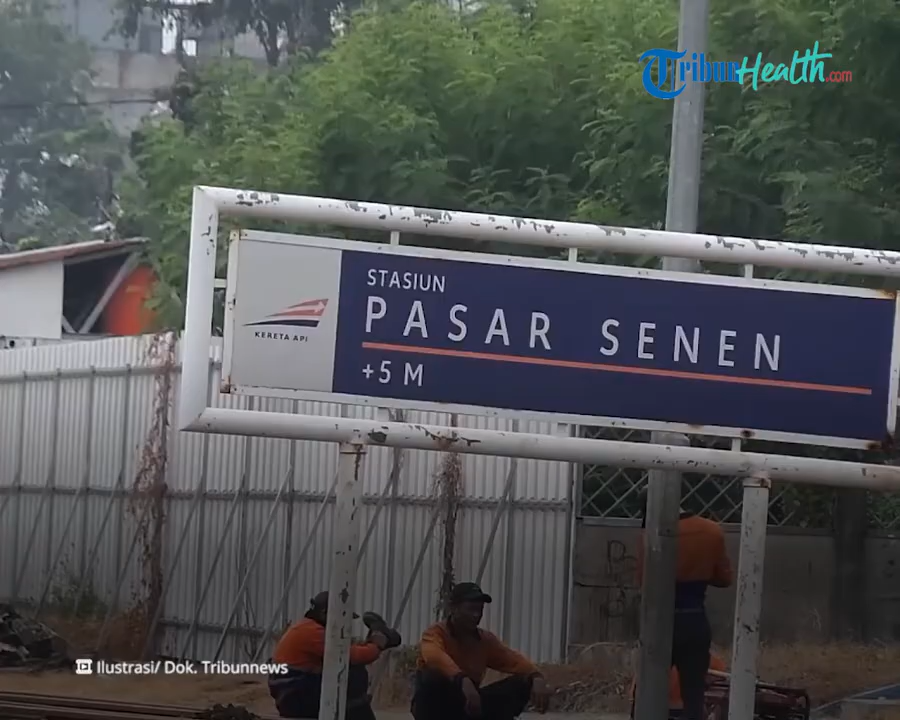 TribunHealth.com
STASIUN
PASAR SENEN
+5 M
KERETA API
Ilustrasi/ Dok. Tribunnews